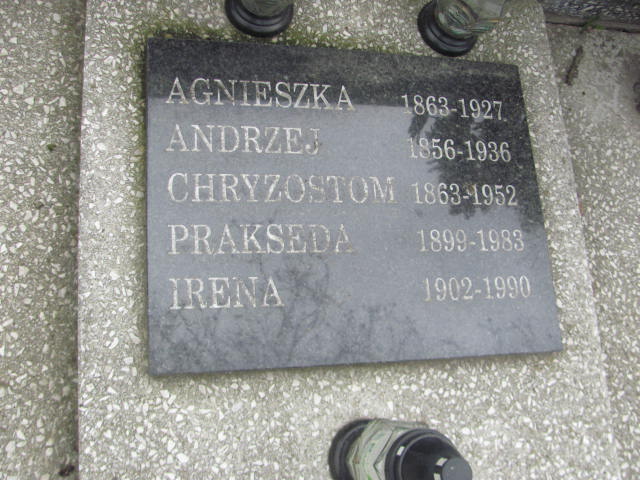 AGNIESZKA 1863-1927
ANDRZEJ 1856-1936
CHRYZOSTOM 1863-1952
PRAKSEDA 1899-1983
IRENA 1902-1990